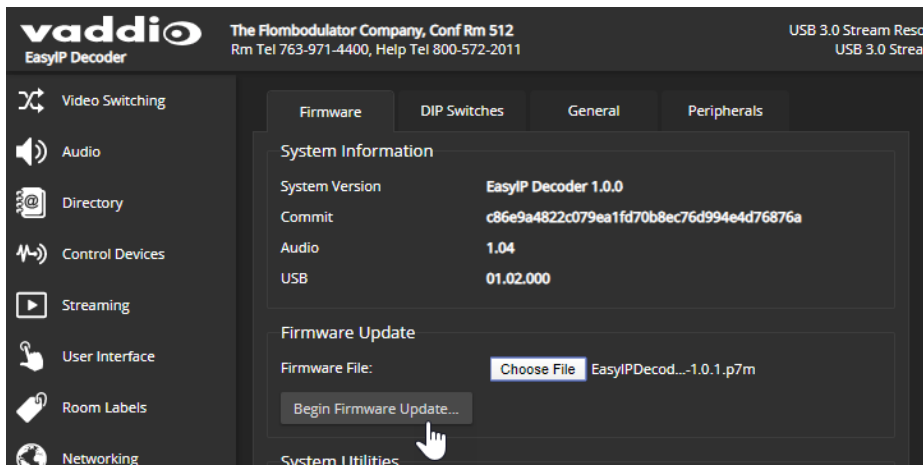 vaddio
EasyIP Decoder
The Flombodulator Company, Conf Rm 512
Rm Tel 763-971-4400, Help Tel 800-572-2011
USB 3.0 Stream Reso
USB 3.0 Strea
Video Switching
Audio
Directory
Control Devices
Streaming
User Interface
Room Labels
Networking
Firmware
DIP Switches
General
Peripherals
System Information
System Version
EasyIP Decoder 1.0.0
Commit
c86e9a4822c079ea1fd70b8ec76d994e4d76876a
Audio
1.04
USB
01.02.000
Firmware Update
Firmware File:
Choose File
EasyIPDecod...-1.0.1.p7m
Begin Firmware Update...
System Utilities